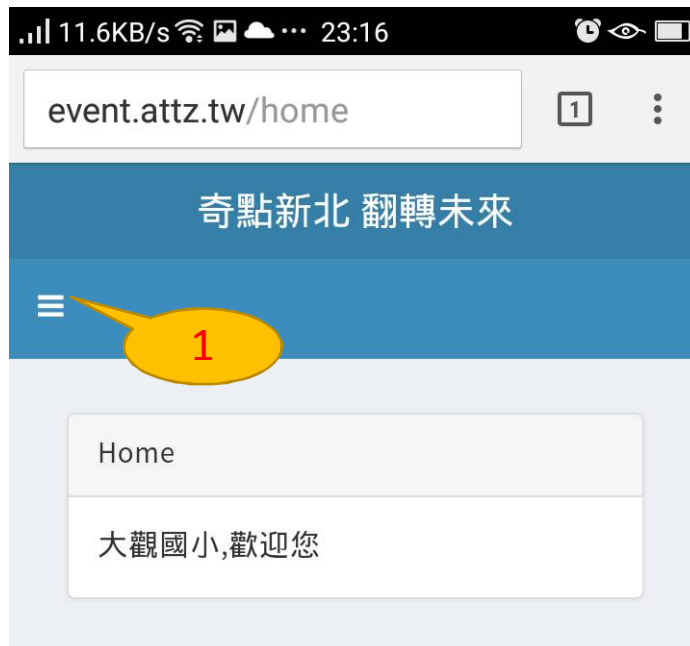 11.6KB/s ··· 23:16
event.attz.tw/home 1
奇點新北 翻轉未來
1
Home
大觀國小,歡迎您